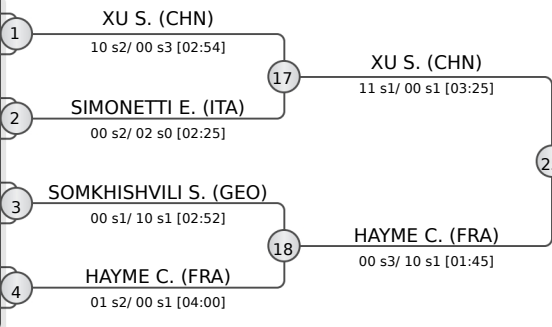 1
XU S. (CHN)
10 s2/ 00 s3 [02:54]
17
XU S. (CHN)
11 s1/ 00 s1 [03:25]
2
SIMONETTI E. (ITA)
00 s2/ 02 s0 [02:25]
2
3
SOMKHISHVILI S. (GEO)
00 s1/ 10 s1 [02:52]
18
HAYME C. (FRA)
00 s3/ 10 s1 [01:45]
4
HAYME C. (FRA)
01 s2/ 00 s1 [04:00]